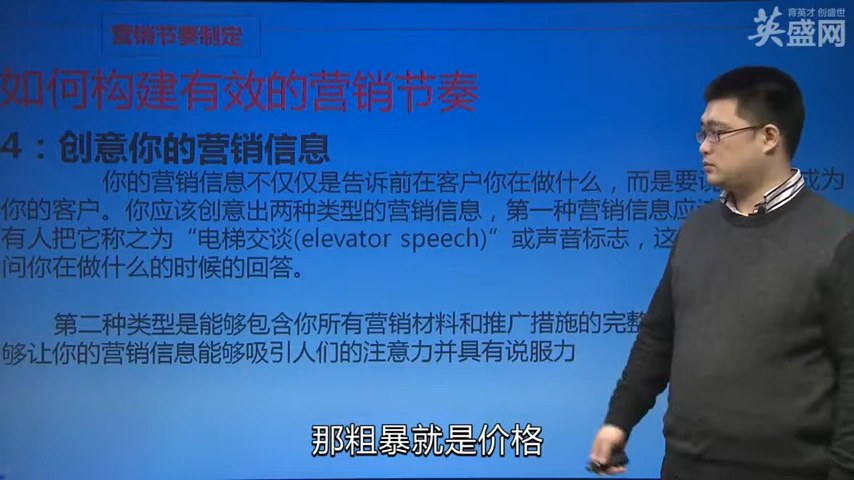 育英才 创盛世
英盛网
营销节奏制定
如何构建有效的营销节奏
4：创意你的营销信息
你的营销信息不仅仅是告诉前在客户你在做什么，而是要说 成为
你的客户。你应该创意出两种类型的营销信息，第一种营销信息应
有人把它称之为“电梯交谈(elevator speech)”或声音标志，这
问你在做什么的时候的回答。
第二种类型是能够包含你所有营销材料和推广措施的完整
够让你的营销信息能够吸引人们的注意力并具有说服力
那粗暴就是价格